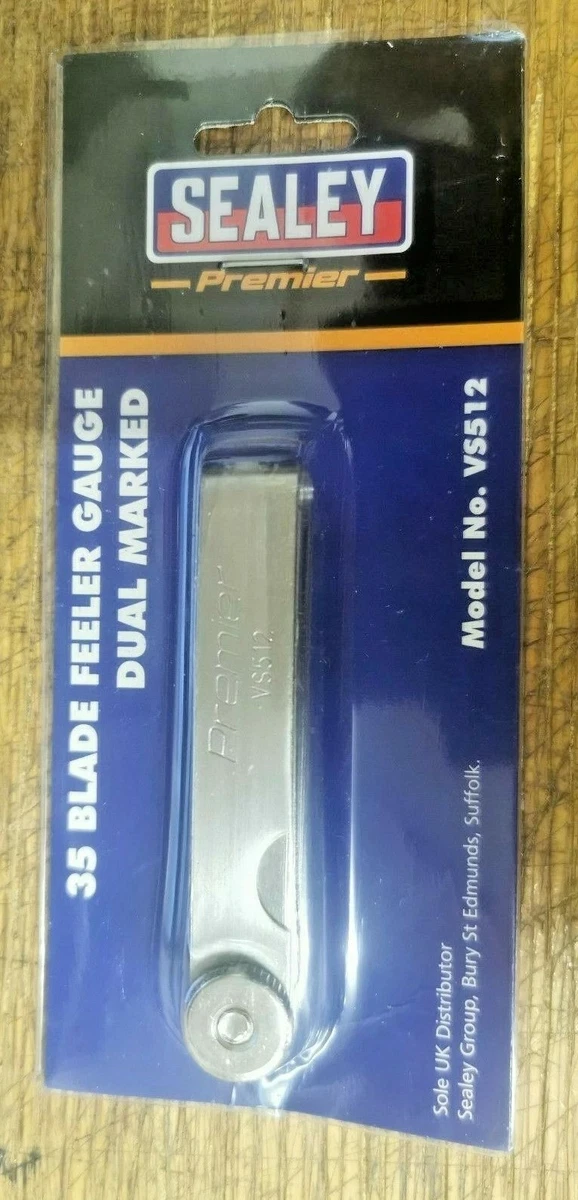 SEALEY
Premier
35 BLADE FEELER GAUGE
DUAL MARKED
Premier
VS512
Model No. VS512
Sole UK Distributor
Sealey Group, Bury St Edmunds, Suffolk.